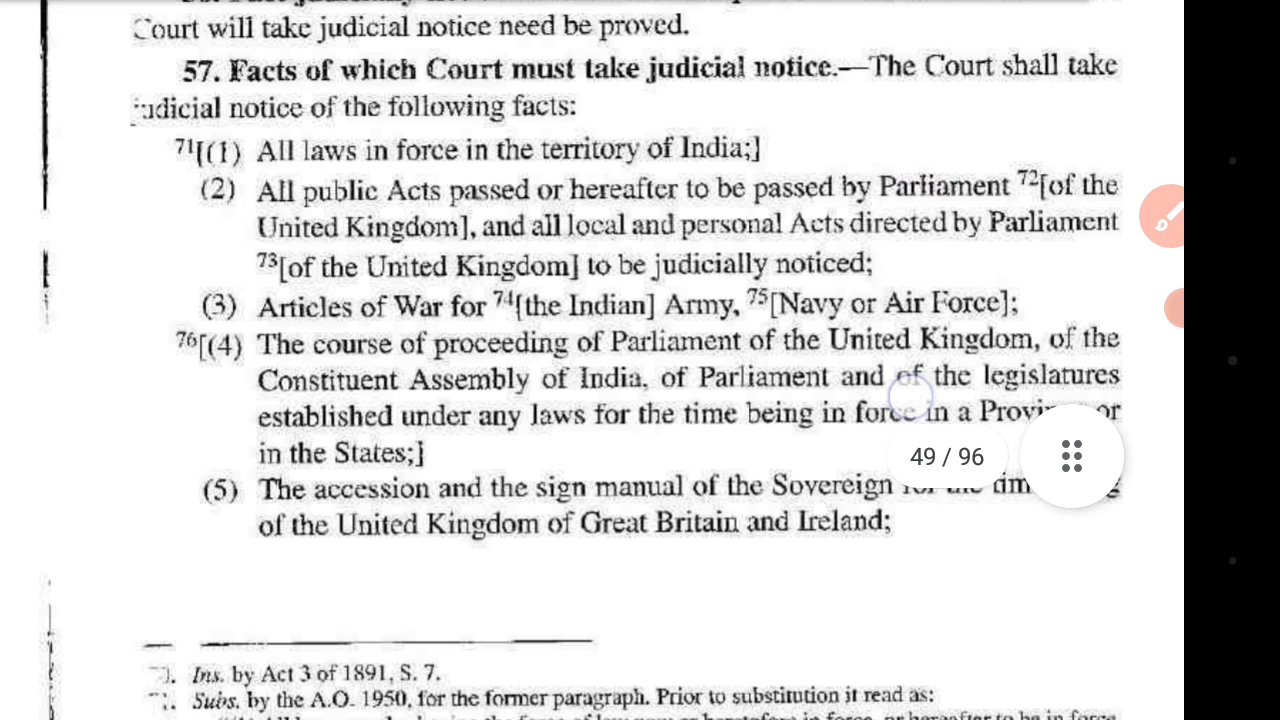 Court will take judicial notice need be proved.
57. Facts of which Court must take judicial notice.—The Court shall take
judicial notice of the following facts:
71[(1) All laws in force in the territory of India;]
(2) All public Acts passed or hereafter to be passed by Parliament 72[of the
United Kingdom], and all local and personal Acts directed by Parliament
73[of the United Kingdom] to be judicially noticed;
(3) Articles of War for 74[the Indian] Army, 75[Navy or Air Force];
76[(4) The course of proceeding of Parliament of the United Kingdom, of the
Constituent Assembly of India, of Parliament and of the legislatures
established under any laws for the time being in force in a Province or
in the States;]
49 / 96
(5) The accession and the sign manual of the Sovereign for the
of the United Kingdom of Great Britain and Ireland;
Ins. by Act 3 of 1891, S. 7.
Subs. by the A.O. 1950, for the former paragraph. Prior to substitution it read as: